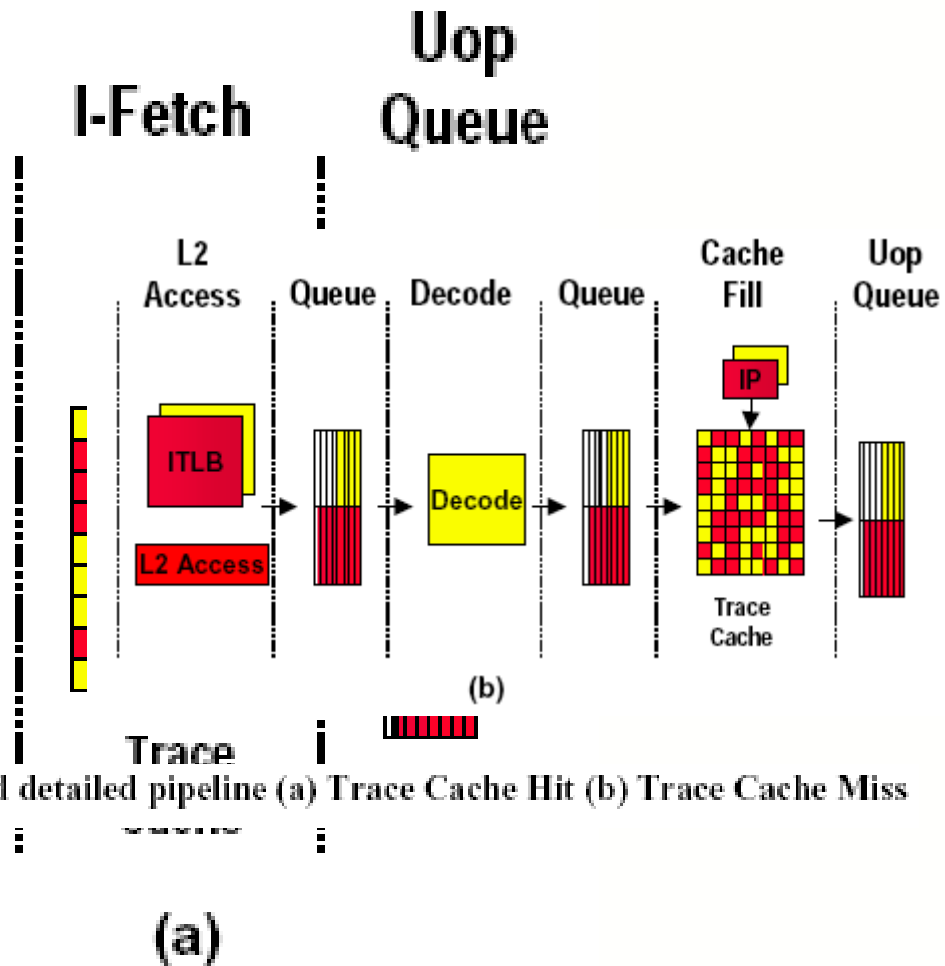 Uop
Queue
I-Fetch
L2
Access
Queue
Decode
Queue
Cache
Fill
Uop
Queue
IP
ITLB
Decode
L2 Access
Trace
Cache
(b)
Trace
detailed pipeline (a) Trace Cache Hit (b) Trace Cache Miss
(a)